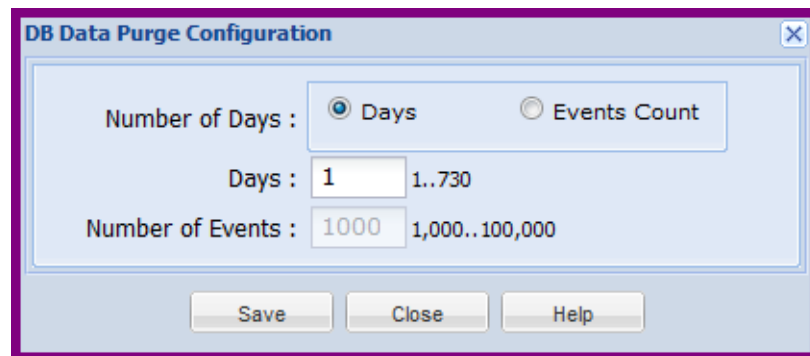 DB Data Purge Configuration
Number of Days : Days Events Count
Days : 1 1..730
Number of Events : 1000 1,000..100,000
Save Close Help